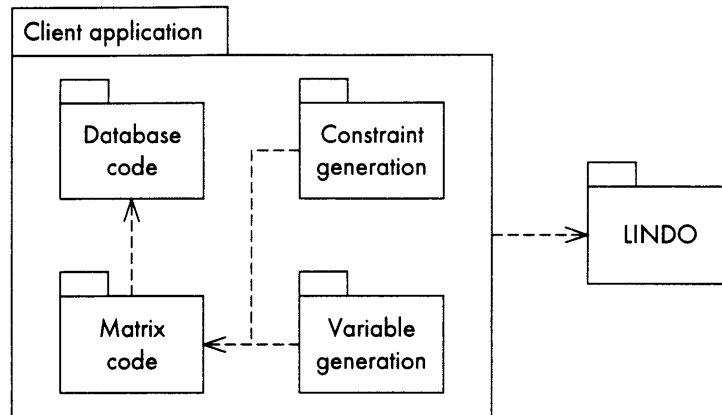 Client application
Database
code
Constraint
generation
LINDO
Matrix
code
Variable
generation